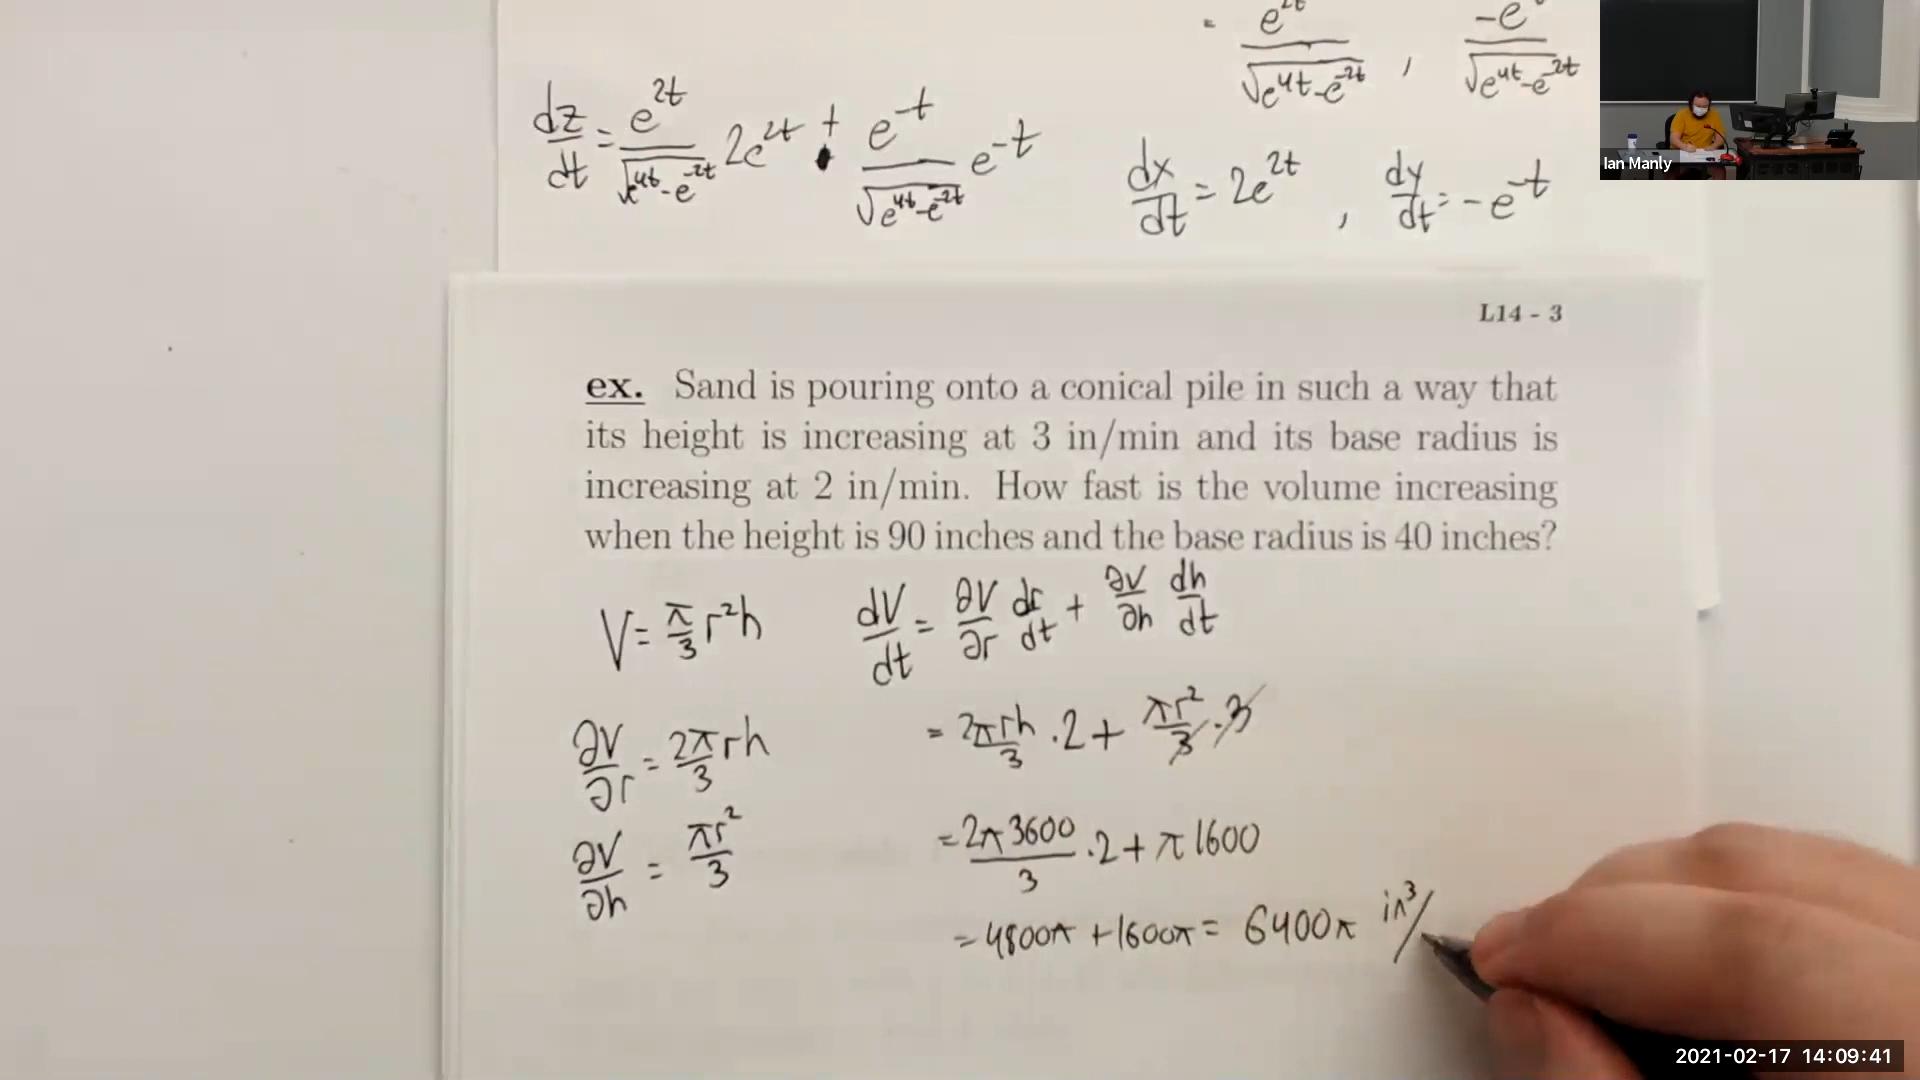 = e^{2t}/√(e^{4t}-e^{-2t}) , -e/√(e^{4t}-e^{-2t})
dz/dt = e^{2t}/√(e^{4t}-e^{-2t}) 2e^{2t} + e^{-t}/√(e^{4t}-e^{-2t}) e^{-t}
dx/dt = 2e^{2t} , dy/dt = -e^{-t}
Ian Manly
L14 - 3
ex. Sand is pouring onto a conical pile in such a way that
its height is increasing at 3 in/min and its base radius is
increasing at 2 in/min. How fast is the volume increasing
when the height is 90 inches and the base radius is 40 inches?
V = π/3 r²h
dV/dt = ∂V/∂r dr/dt + ∂V/∂h dh/dt
∂V/∂r = 2π/3 rh
= 2πrh/3 · 2 + πr²/3 · 3
∂V/∂h = πr²/3
= 2π3600/3 · 2 + π1600
= 4800π + 1600π = 6400π in³/
2021-02-17 14:09:41